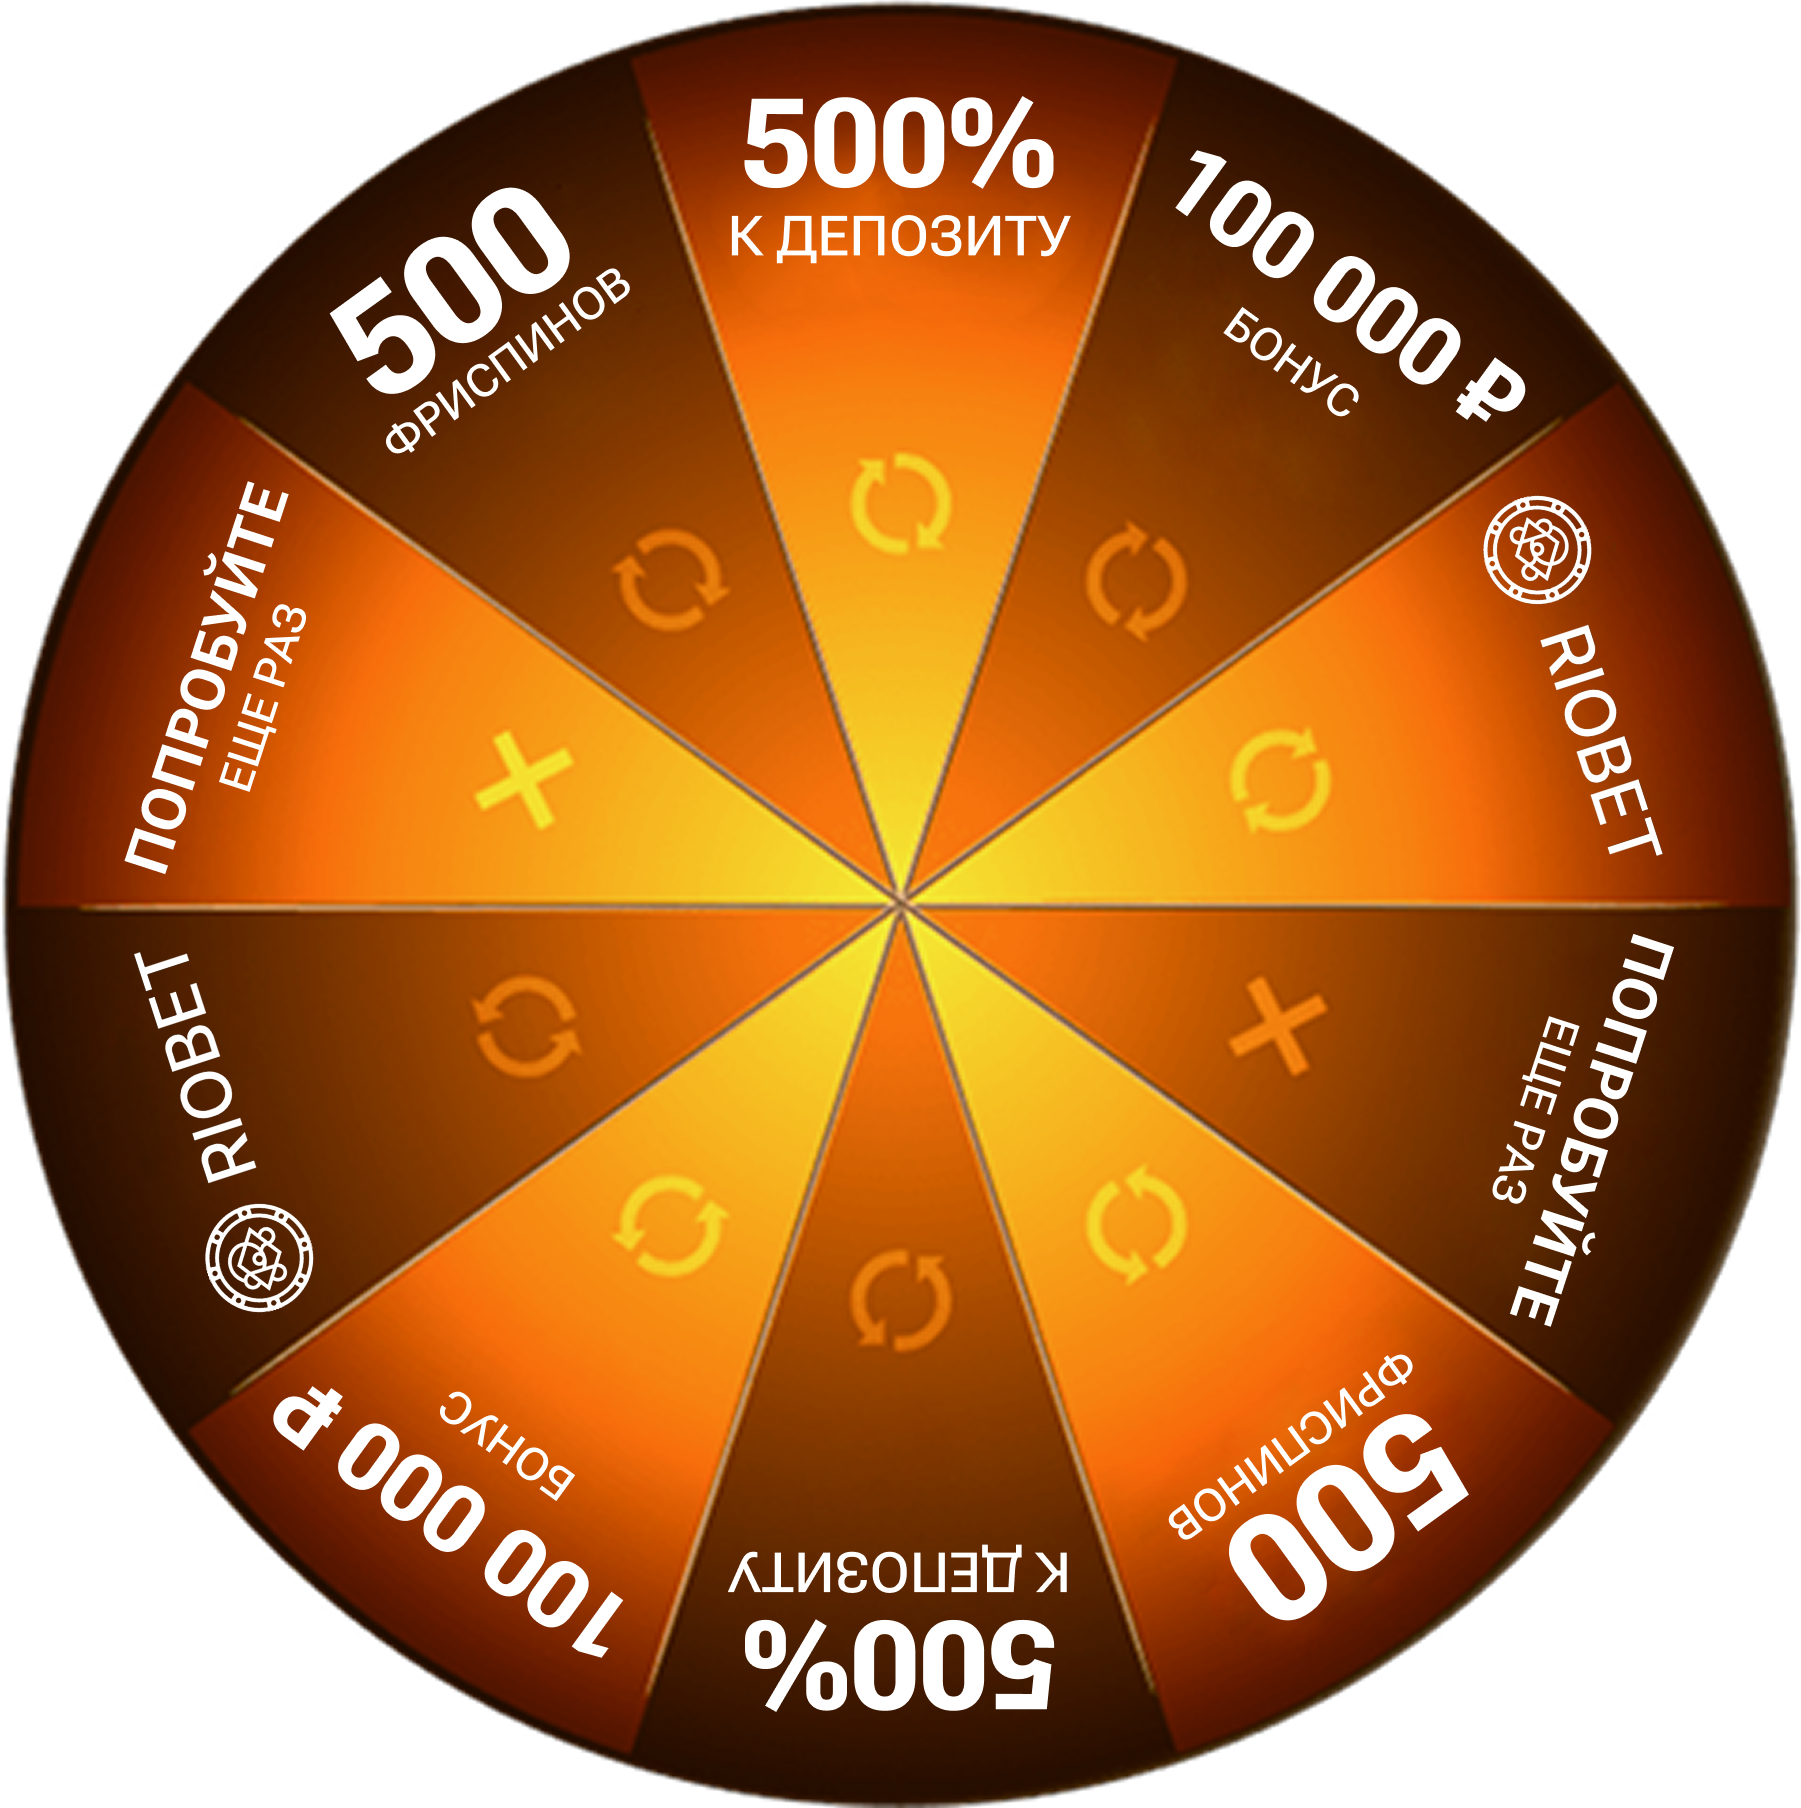 500%
К ДЕПОЗИТУ
100 000 ₽
БОНУС
RIOBET
ПОПРОБУЙТЕ
ЕЩЕ РАЗ
500
ФРИСПИНОВ
500%
К ДЕПОЗИТУ
100 000 ₽
БОНУС
RIOBET
ПОПРОБУЙТЕ
ЕЩЕ РАЗ
500
ФРИСПИНОВ